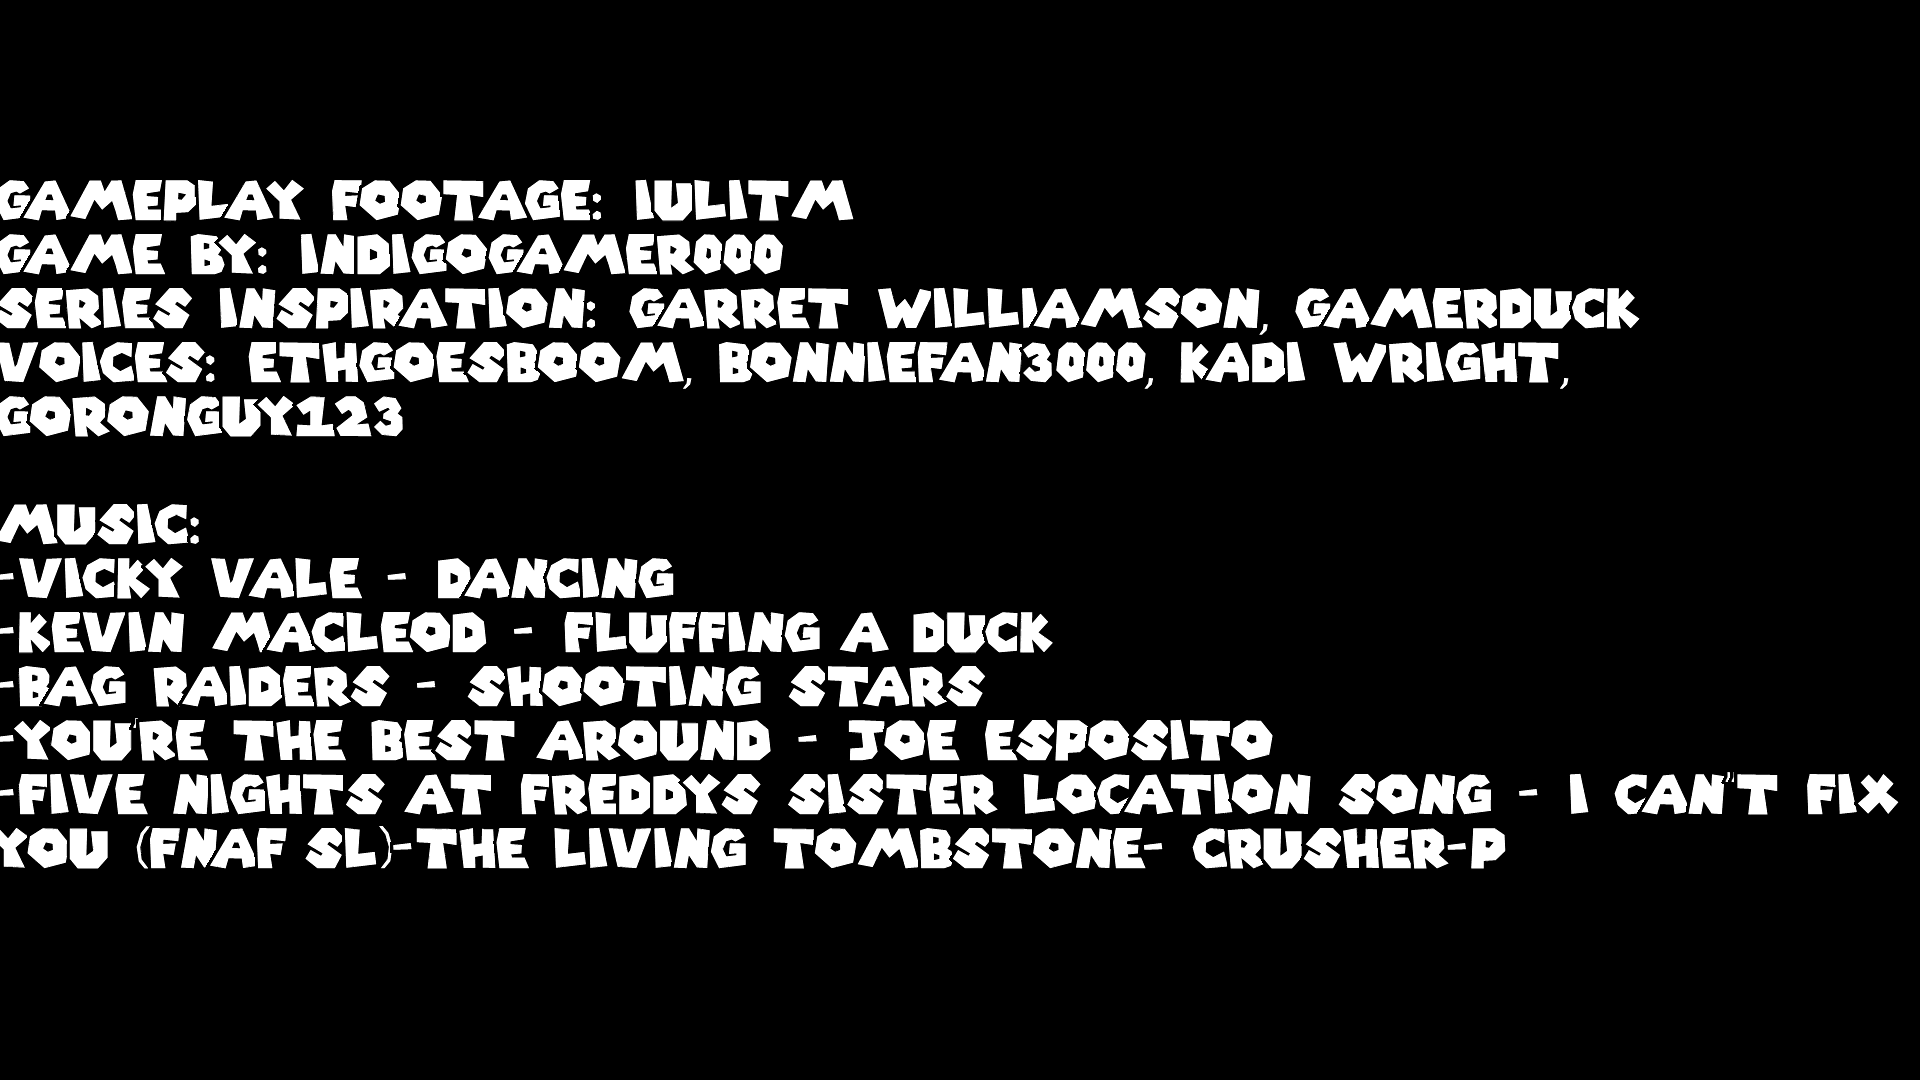 GAMEPLAY FOOTAGE: IULITM
GAME BY: INDIGOGAMER000
SERIES INSPIRATION: GARRET WILLIAMSON, GAMERDUCK
VOICES: ETHGOESBOOM, BONNIEFAN3000, KADI WRIGHT,
GORONGUY123
MUSIC:
-VICKY VALE - DANCING
-KEVIN MACLEOD - FLUFFING A DUCK
-BAG RAIDERS - SHOOTING STARS
-YOU'RE THE BEST AROUND - JOE ESPOSITO
-FIVE NIGHTS AT FREDDYS SISTER LOCATION SONG - I CAN'T FIX
YOU (FNAF SL)-THE LIVING TOMBSTONE- CRUSHER-P